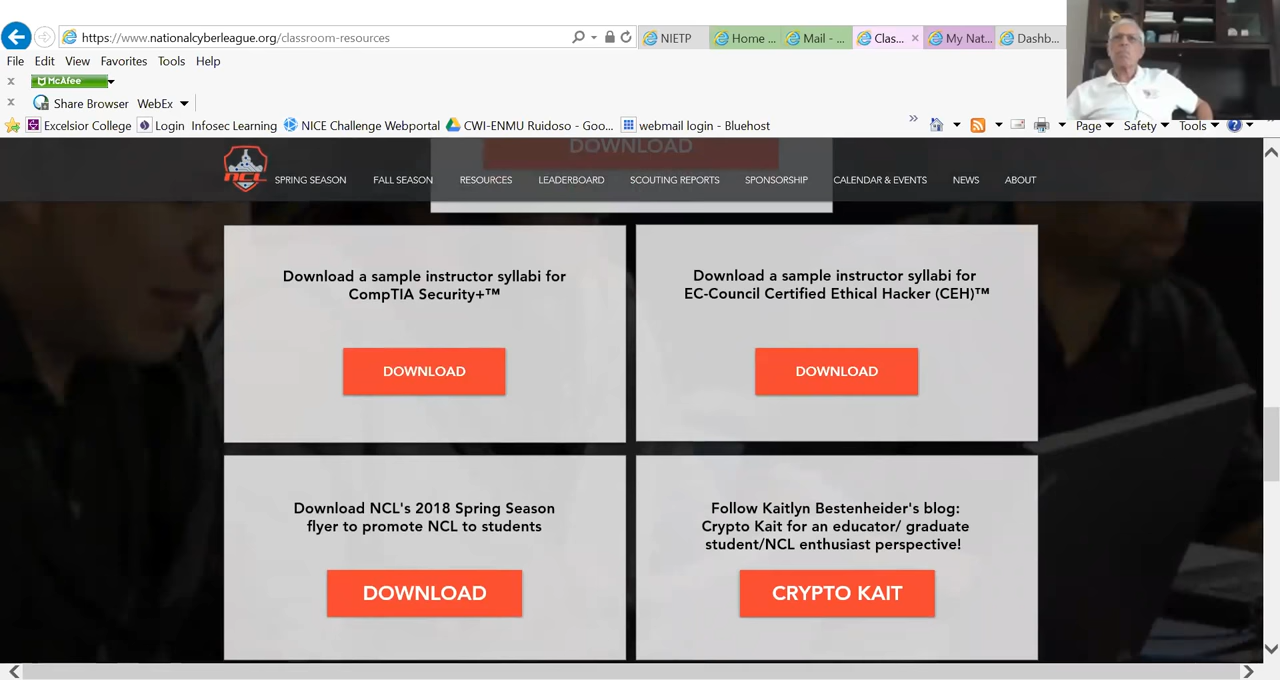 https://www.nationalcyberleague.org/classroom-resources
NIETP
Home ...
Mail - ...
Clas...
My Nat...
Dashb...
File Edit View Favorites Tools Help
McAfee
Share Browser WebEx
Excelsior College Login Infosec Learning NICE Challenge Webportal CWI-ENMU Ruidoso - Goo... webmail login - Bluehost
Page Safety Tools
DOWNLOAD
NCL
SPRING SEASON FALL SEASON RESOURCES LEADERBOARD SCOUTING REPORTS SPONSORSHIP CALENDAR & EVENTS NEWS ABOUT
Download a sample instructor syllabi for
CompTIA Security+™
DOWNLOAD
Download a sample instructor syllabi for
EC-Council Certified Ethical Hacker (CEH)™
DOWNLOAD
Download NCL's 2018 Spring Season
flyer to promote NCL to students
DOWNLOAD
Follow Kaitlyn Bestenheider's blog:
Crypto Kait for an educator/ graduate
student/NCL enthusiast perspective!
CRYPTO KAIT